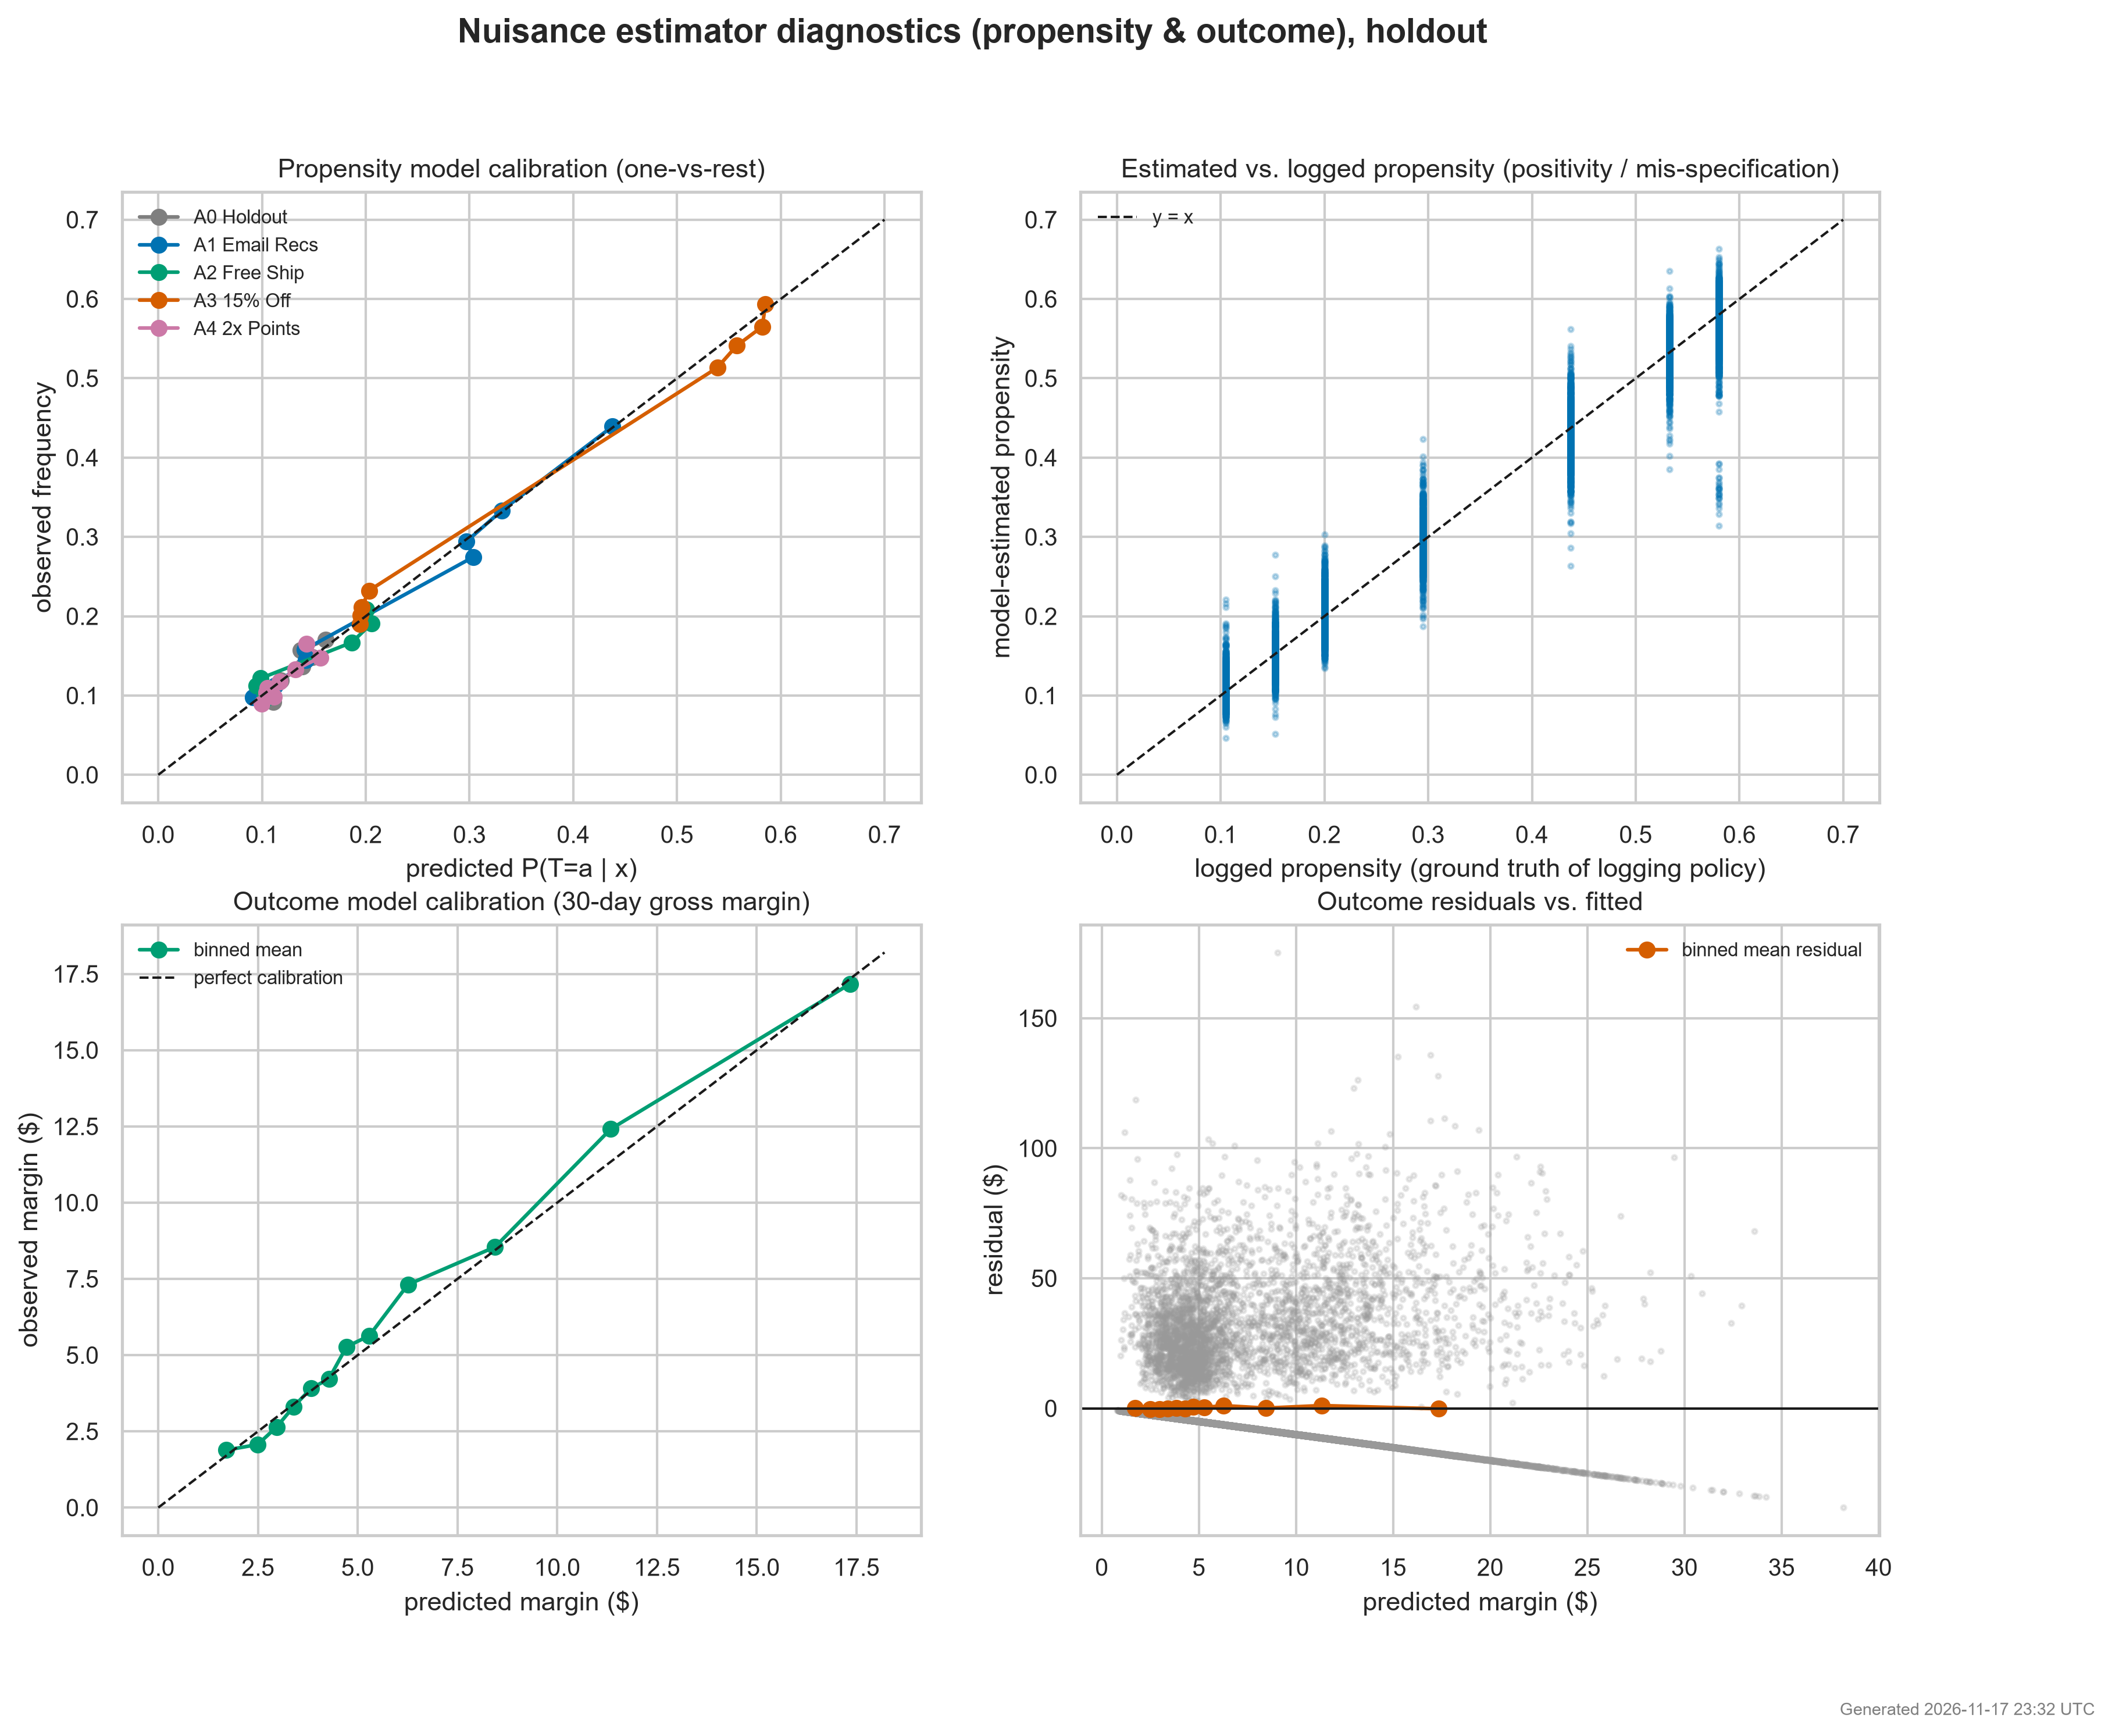 Nuisance estimator diagnostics (propensity & outcome), holdout
Propensity model calibration (one-vs-rest)
A0 Holdout
A1 Email Recs
A2 Free Ship
A3 15% Off
A4 2x Points
0.7
0.6
0.5
0.4
0.3
0.2
0.1
0.0
observed frequency
0.0 0.1 0.2 0.3 0.4 0.5 0.6 0.7
predicted P(T=a | x)
Estimated vs. logged propensity (positivity / mis-specification)
y = x
0.7
0.6
0.5
0.4
0.3
0.2
0.1
0.0
model-estimated propensity
0.0 0.1 0.2 0.3 0.4 0.5 0.6 0.7
logged propensity (ground truth of logging policy)
Outcome model calibration (30-day gross margin)
binned mean
perfect calibration
17.5
15.0
12.5
10.0
7.5
5.0
2.5
0.0
observed margin ($)
0.0 2.5 5.0 7.5 10.0 12.5 15.0 17.5
predicted margin ($)
Outcome residuals vs. fitted
binned mean residual
150
100
50
0
residual ($)
0 5 10 15 20 25 30 35 40
predicted margin ($)
Generated 2026-11-17 23:32 UTC